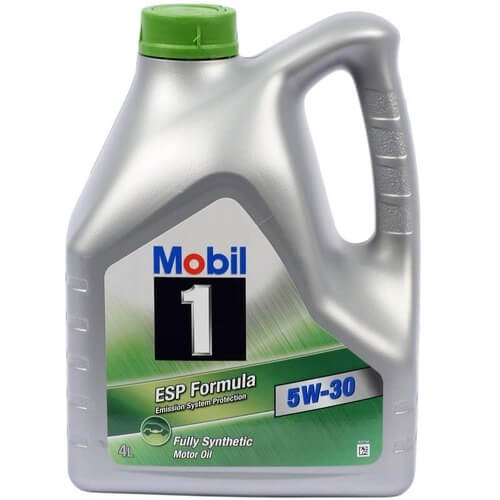 Mobil
1
ESP Formula
Emission System Protection
5W-30
Fully Synthetic
Motor Oil
4L